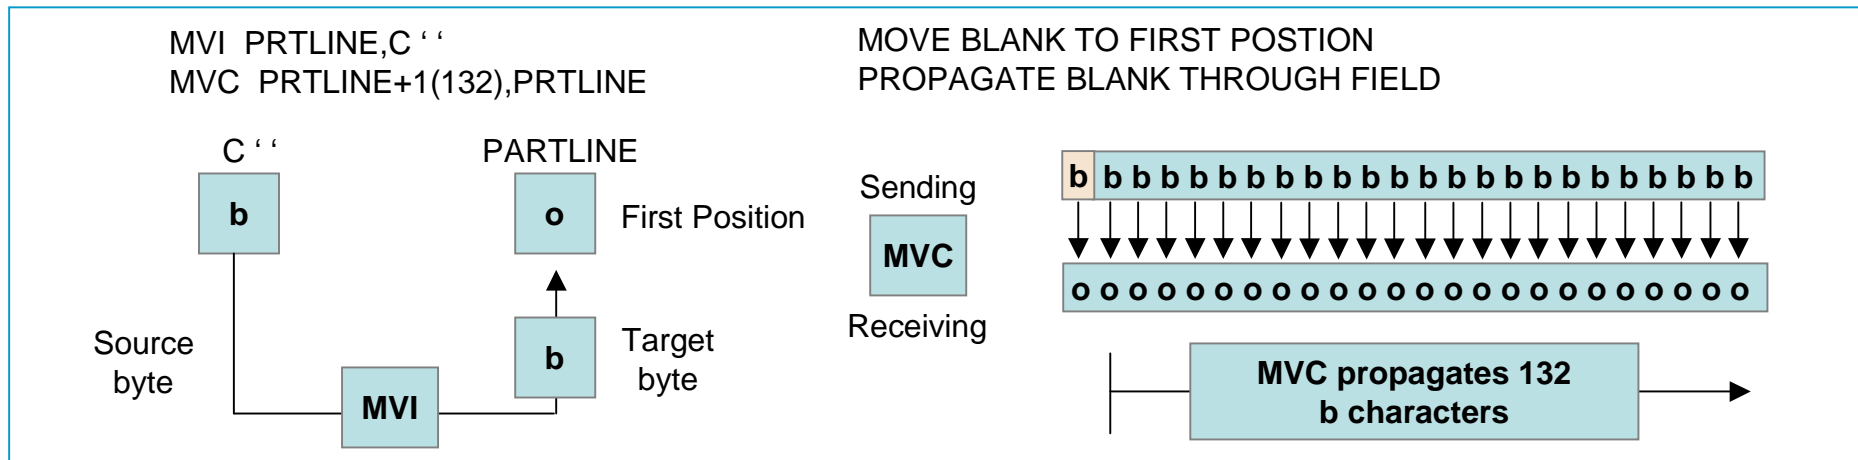 MVI PRTLINE,C ‘ ‘
MVC PRTLINE+1(132),PRTLINE
MOVE BLANK TO FIRST POSTION
PROPAGATE BLANK THROUGH FIELD
C ‘ ‘
PARTLINE
b
o
First Position
Source
byte
MVI
b
Target
byte
Sending
MVC
Receiving
b b b b b b b b b b b b b b b b b b b b b b b b
o o o o o o o o o o o o o o o o o o o o o o o o
MVC propagates 132
b characters